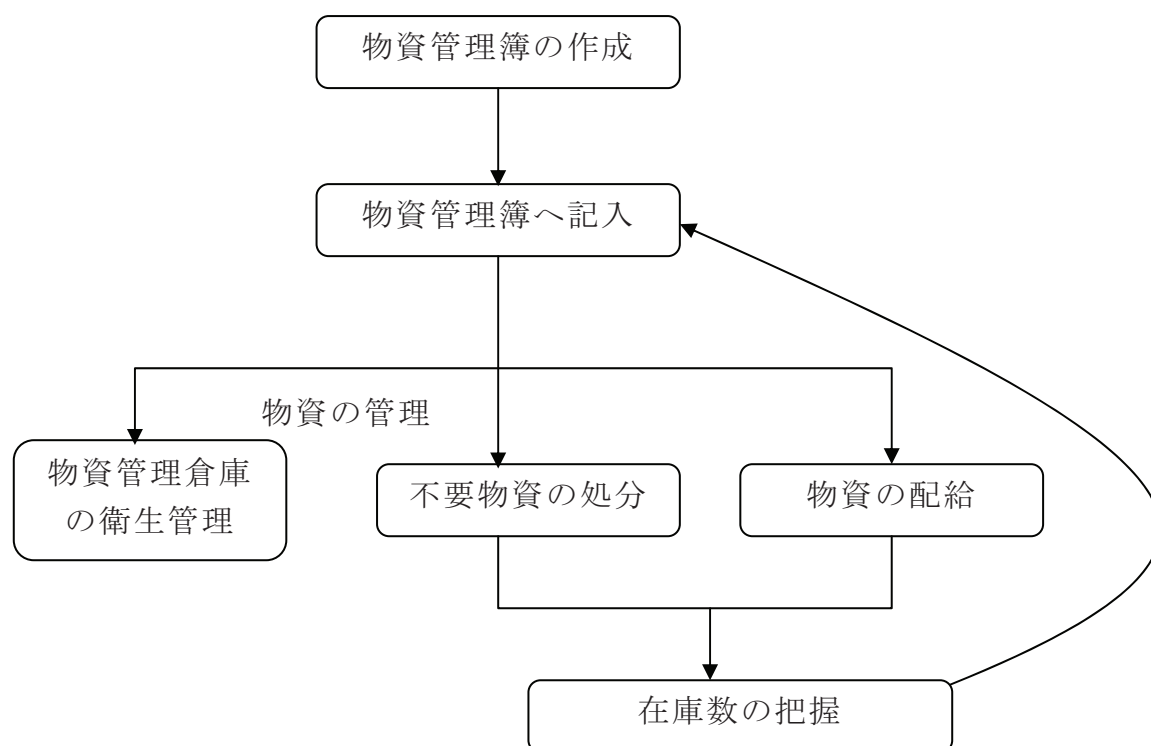 物資管理簿の作成
物資管理簿へ記入
物資の管理
物資管理倉庫
の衛生管理
不要物資の処分
物資の配給
在庫数の把握